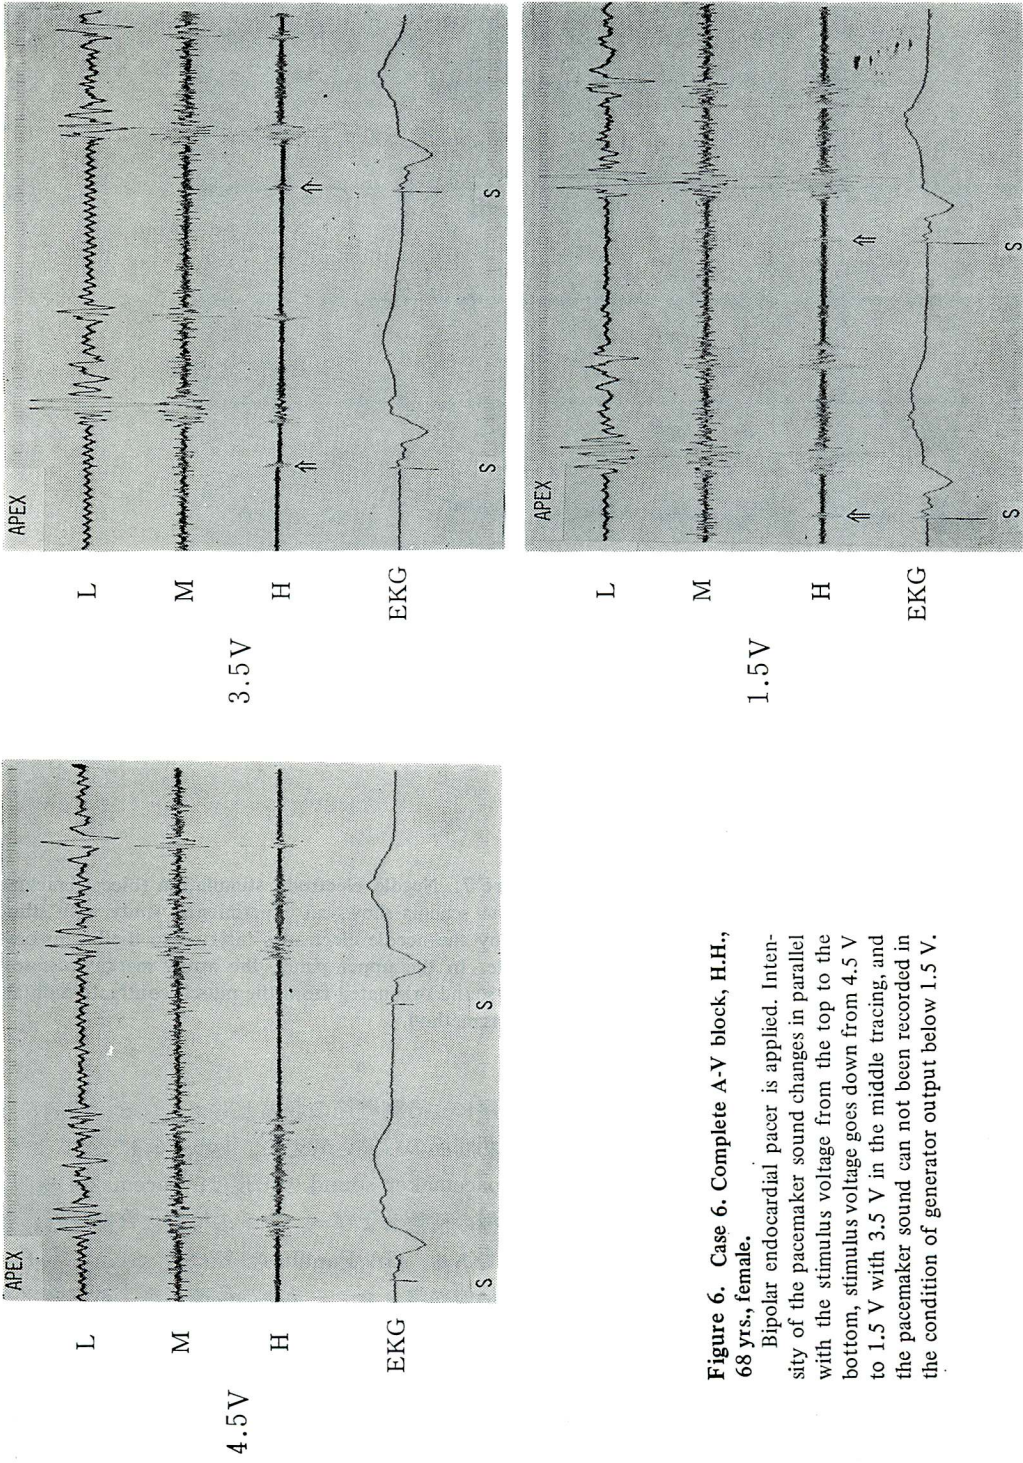 4.5V
APEX
L
M
H
EKG
S
S
3.5V
APEX
L
M
H
EKG
S
S
1.5V
APEX
L
M
H
EKG
S
S
Figure 6. Case 6. Complete A-V block, H.H.,
68 yrs., female.
Bipolar endocardial pacer is applied. Inten-
sity of the pacemaker sound changes in parallel
with the stimulus voltage from the top to the
bottom, stimulus voltage goes down from 4.5 V
to 1.5 V with 3.5 V in the middle tracing, and
the pacemaker sound can not been recorded in
the condition of generator output below 1.5 V.